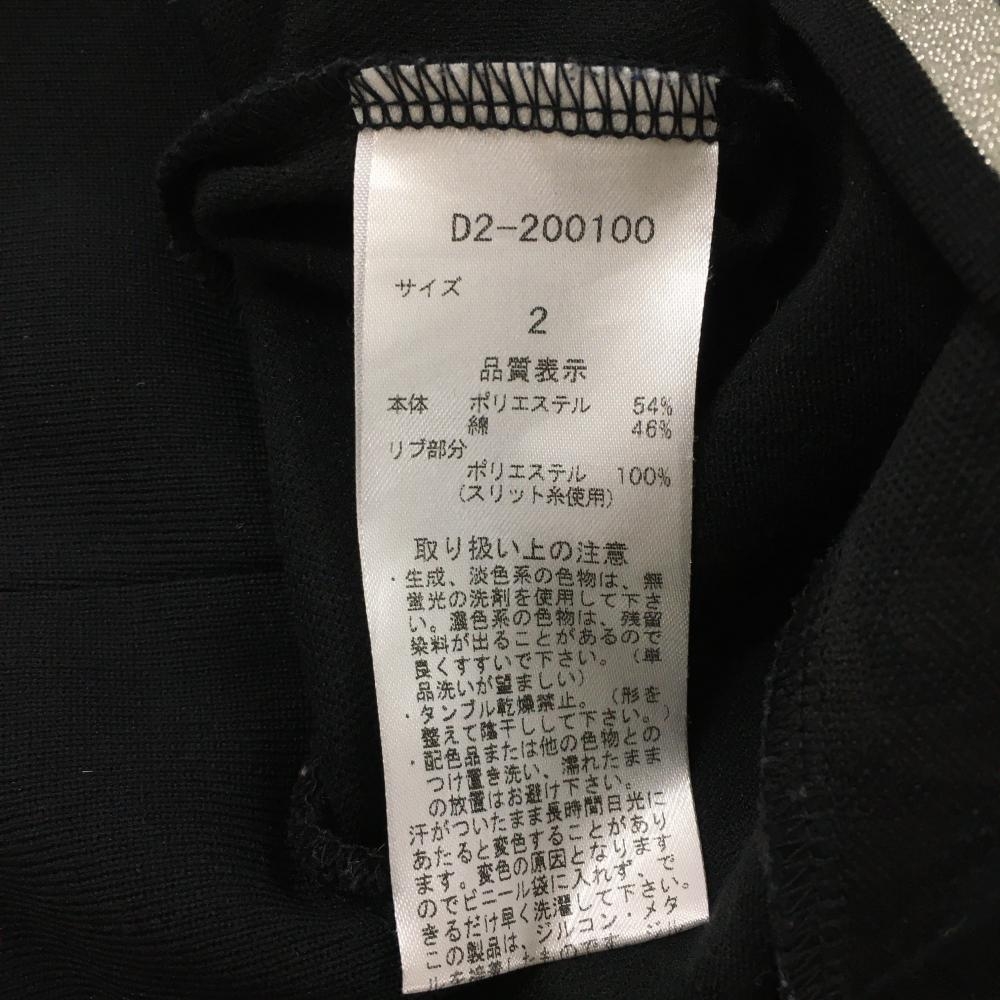 D2-200100
サイズ
2
品質表示
本体 ポリエステル 54%
綿 46%
リブ部分
ポリエステル 100%
(スリット糸使用)
取り扱い上の注意
・生成、淡色系の色物は、無
蛍光の洗剤を使用して下さ
い。濃色系の色物は、残留
染料が出ることがあるので
良くすすいで下さい。(単
品洗いが望ましい)
・タンブル乾燥禁止。(形を
整えて陰干しして下さい。)
・配色品または他の色物との
つけ置き洗い、濡れたまま
の放置はお避け下さい。
汗がついたまま長時間日光に
あたると変色することがあり
ます。変色の原因となります
のでビニール袋に入れず、で
きるだけ早く洗濯して下さい。
この製品は、ジルコン・メタ
ルを接着したものです